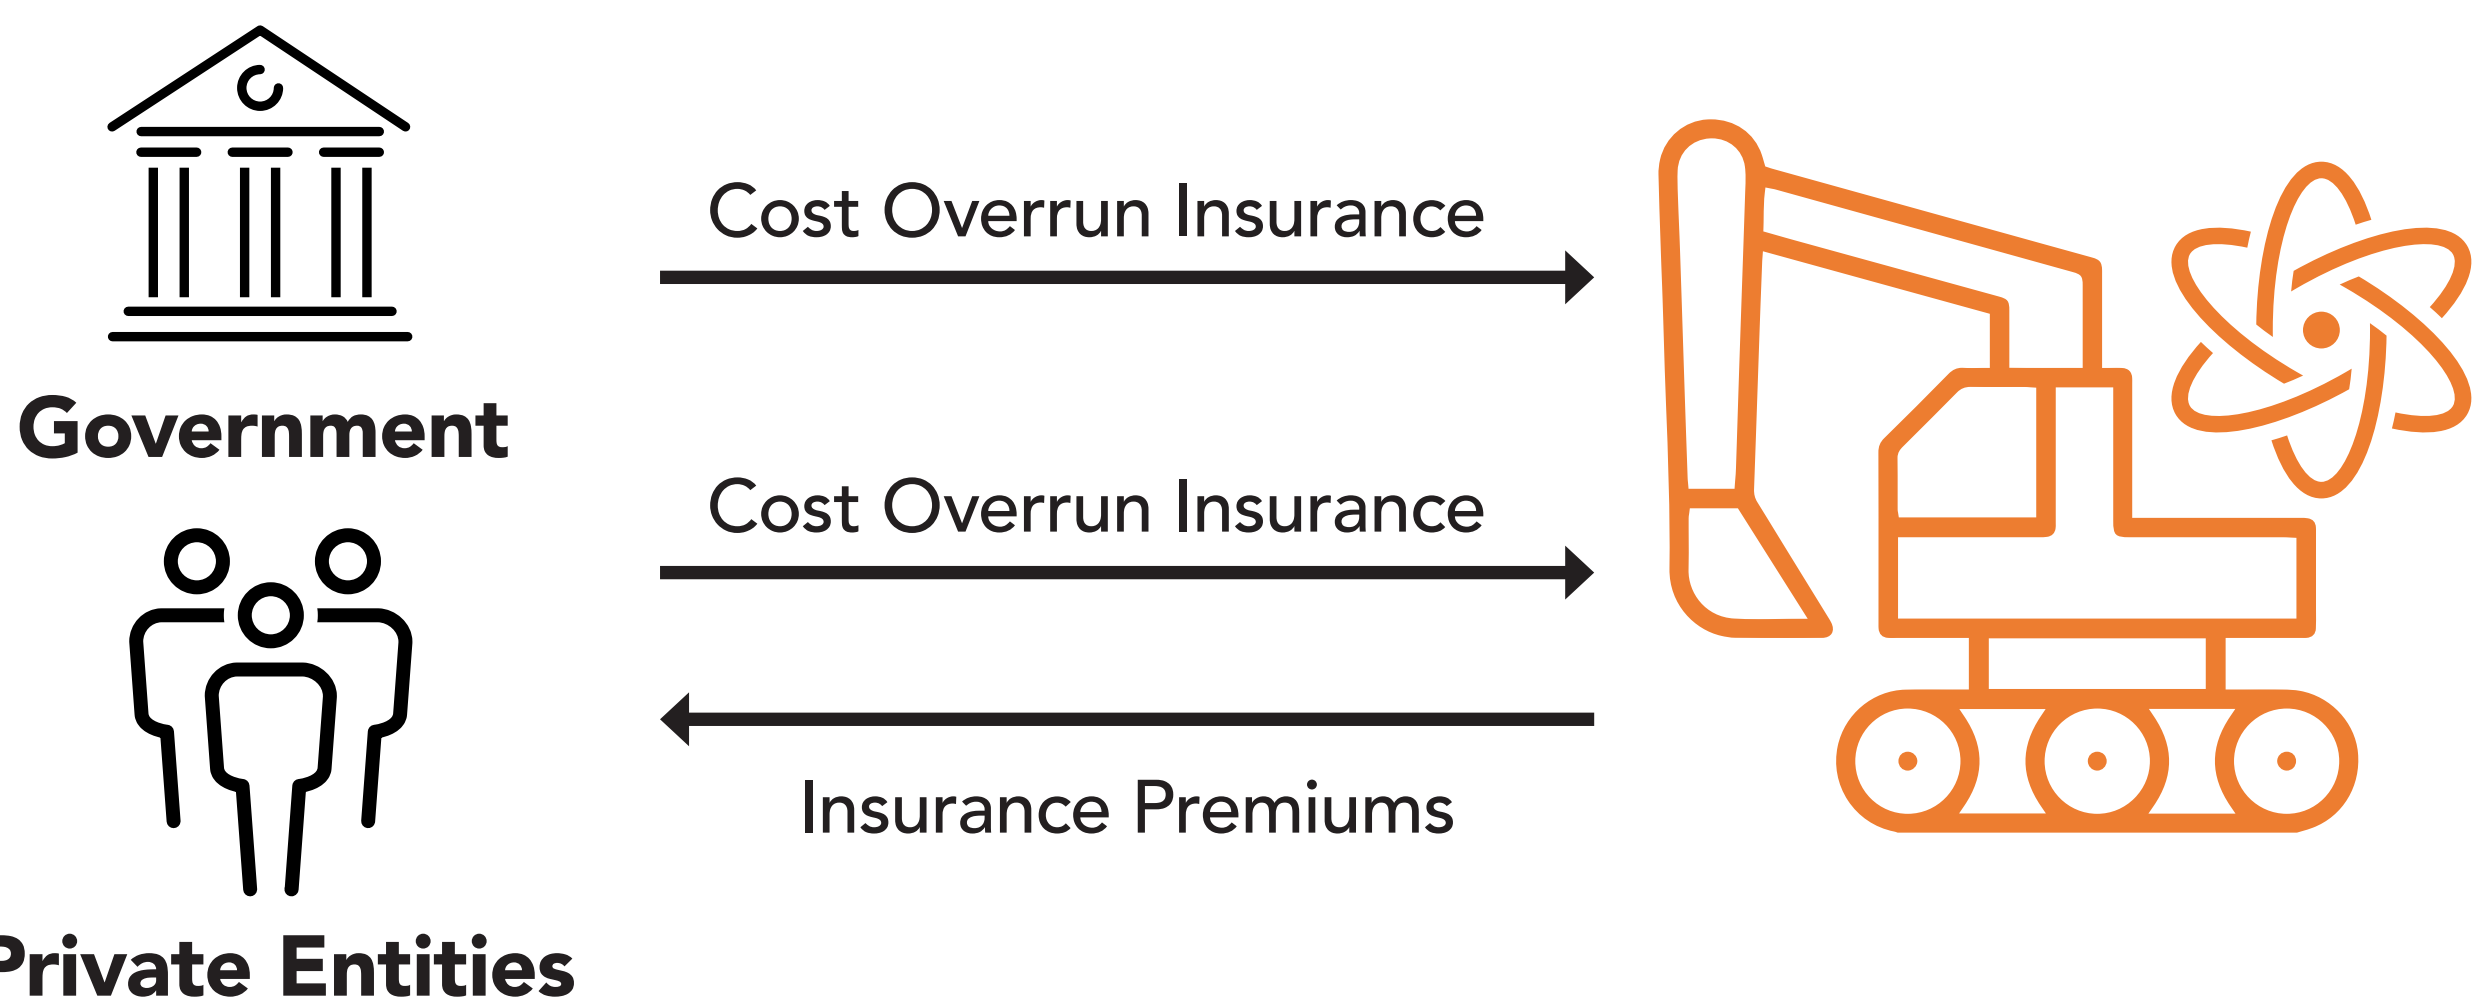 Cost Overrun Insurance
Government
Cost Overrun Insurance
Insurance Premiums
Private Entities